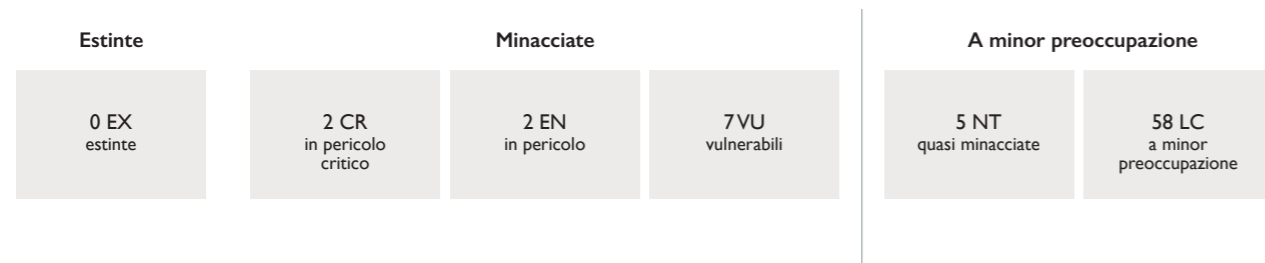 Estinte
Minacciate
A minor preoccupazione
0 EX
estinte
2 CR
in pericolo
critico
2 EN
in pericolo
7 VU
vulnerabili
5 NT
quasi minacciate
58 LC
a minor
preoccupazione